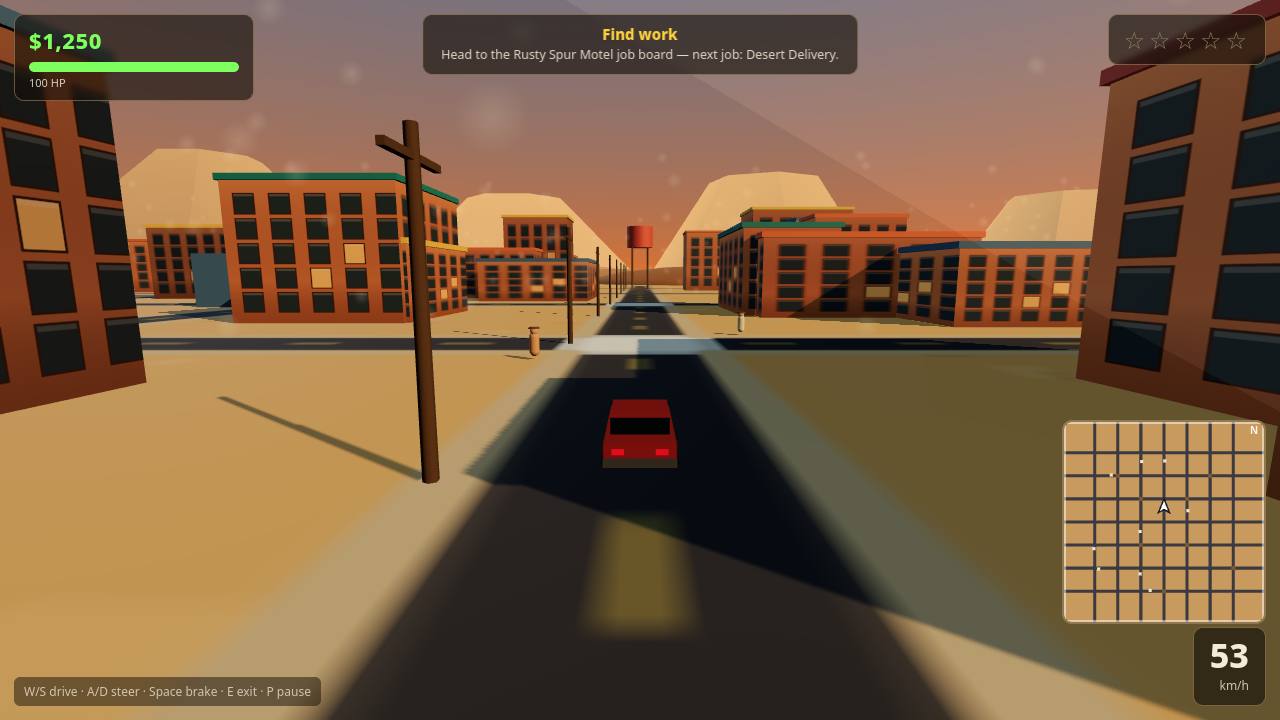 $1,250
100 HP
Find work
Head to the Rusty Spur Motel job board — next job: Desert Delivery.
N
53
km/h
W/S drive · A/D steer · Space brake · E exit · P pause